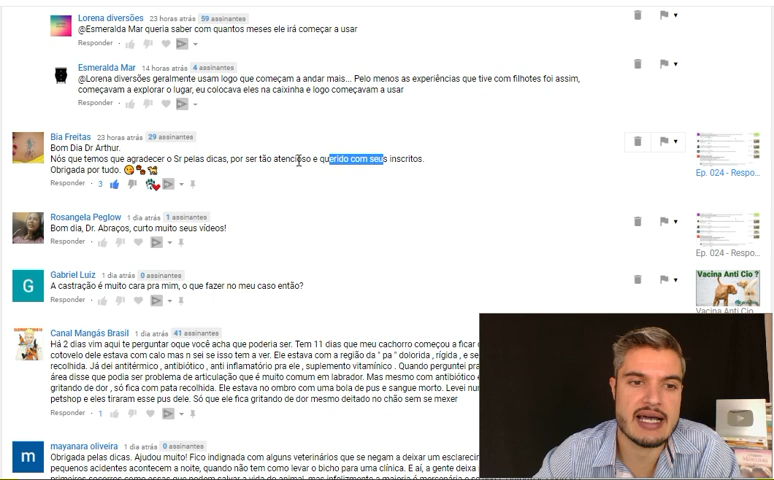 Lorena diversões 23 horas atrás 59 assinantes
@Esmeralda Mar queria saber com quantos meses ele irá começar a usar
Responder
Esmeralda Mar 14 horas atrás 4 assinantes
@Lorena diversões geralmente usam logo que começam a andar mais... Pelo menos as experiências que tive com filhotes foi assim,
começavam a explorar o lugar, eu colocava eles na caixinha e logo começavam a usar
Responder
Bia Freitas 23 horas atrás 29 assinantes
Bom Dia Dr Arthur.
Nós que temos que agradecer o Sr pelas dicas, por ser tão atencioso e querido com seus inscritos.
Obrigada por tudo.
Responder 3
Ep. 024 - Respo...
Rosangela Peglow 1 dia atrás 1 assinantes
Bom dia, Dr. Abraços, curto muito seus vídeos!
Responder
Ep. 024 - Respo...
Gabriel Luiz 1 dia atrás 0 assinantes
A castração é muito cara pra mim, o que fazer no meu caso então?
Responder
G
Vacina Anti Cio ?
Canal Mangás Brasil 1 dia atrás 41 assinantes
Há 2 dias vim aqui te perguntar oque você acha que poderia ser. Tem 11 dias que meu cachorro começou a ficar
cotovelo dele estava com calo mas n sei se isso tem a ver. Ele estava com a região da " pa " dolorida , rígida , e se
recolhida. Já dei antitérmico , antibiótico , anti inflamatório pra ele , suplemento vitamínico . Quando perguntei pra
área disse que podia ser problema de articulação que é muito comum em labrador. Mas mesmo com antibiótico e
gritando de dor , só fica com pata recolhida. Ele estava no ombro com uma bola de pus e sangue morto. Levei nu
petshop e eles tiraram esse pus dele. Só que ele fica gritando de dor mesmo deitado no chão sem se mexer
Responder 1
mayanara oliveira 1 dia atrás 0 assinantes
m
Obrigada pelas dicas. Ajudou muito! Fico indignada com alguns veterinários que se negam a deixar um esclarecim
pequenos acidentes acontecem a noite, quando não tem como levar o bicho para uma clínica. E aí, a gente deixa